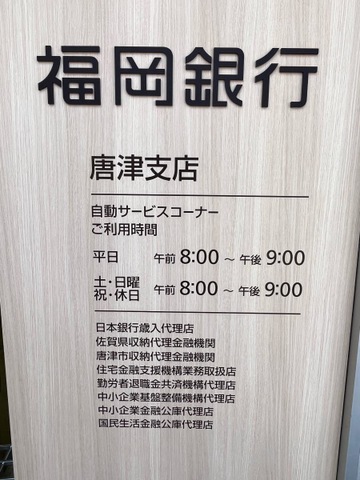 福岡銀行
唐津支店
自動サービスコーナー
ご利用時間
平日 午前 8:00 ~ 午後 9:00
土・日曜
祝・休日 午前 8:00 ~ 午後 9:00
日本銀行歳入代理店
佐賀県収納代理金融機関
唐津市収納代理金融機関
住宅金融支援機構業務取扱店
勤労者退職金共済機構代理店
中小企業基盤整備機構代理店
中小企業金融公庫代理店
国民生活金融公庫代理店